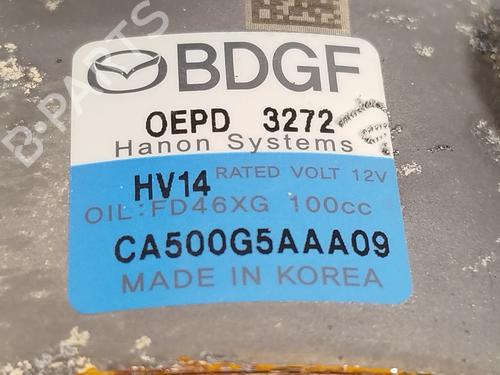 BDGF
OEPD 3272
Hanon Systems
HV14 RATED VOLT 12V
OIL:FD46XG 100cc
CA500G5AAA09
MADE IN KOREA
B-PARTS